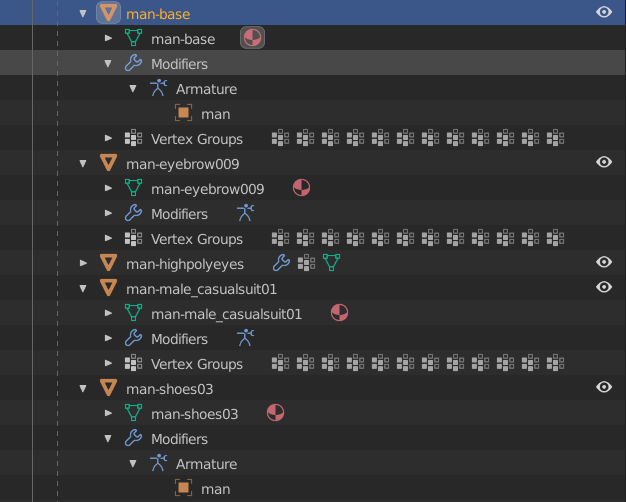 man-base
man-base
Modifiers
Armature
man
Vertex Groups
man-eyebrow009
man-eyebrow009
Modifiers
Vertex Groups
man-highpolyeyes
man-male_casualsuit01
man-male_casualsuit01
Modifiers
Vertex Groups
man-shoes03
man-shoes03
Modifiers
Armature
man